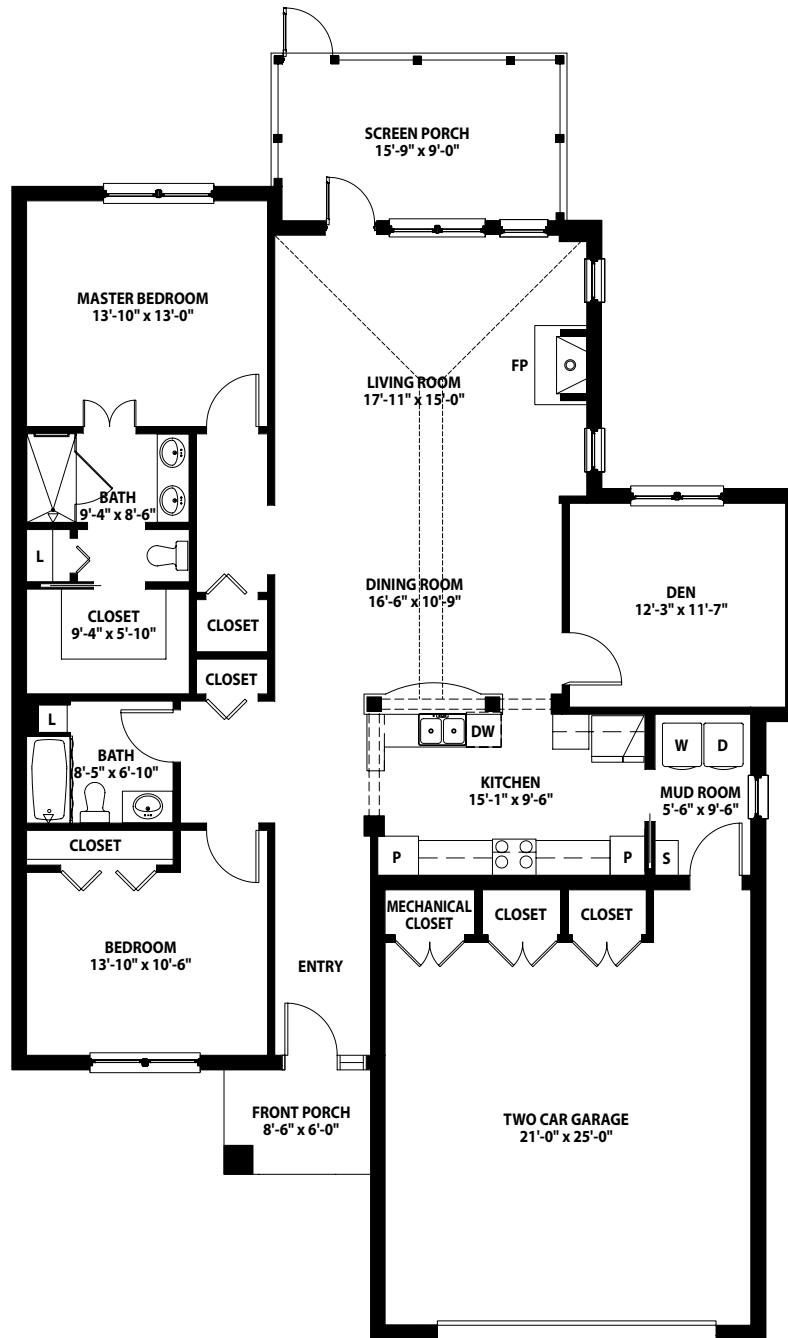 SCREEN PORCH
15'-9" x 9'-0"
MASTER BEDROOM
13'-10" x 13'-0"
FP
LIVING ROOM
17'-11" x 15'-0"
BATH
9'-4" x 8'-6"
L
DINING ROOM
16'-6" x 10'-9"
DEN
12'-3" x 11'-7"
CLOSET
9'-4" x 5'-10"
CLOSET
CLOSET
L
DW
W
D
BATH
8'-5" x 6'-10"
KITCHEN
15'-1" x 9'-6"
MUD ROOM
5'-6" x 9'-6"
CLOSET
P
P
S
MECHANICAL
CLOSET
CLOSET
CLOSET
BEDROOM
13'-10" x 10'-6"
ENTRY
FRONT PORCH
8'-6" x 6'-0"
TWO CAR GARAGE
21'-0" x 25'-0"